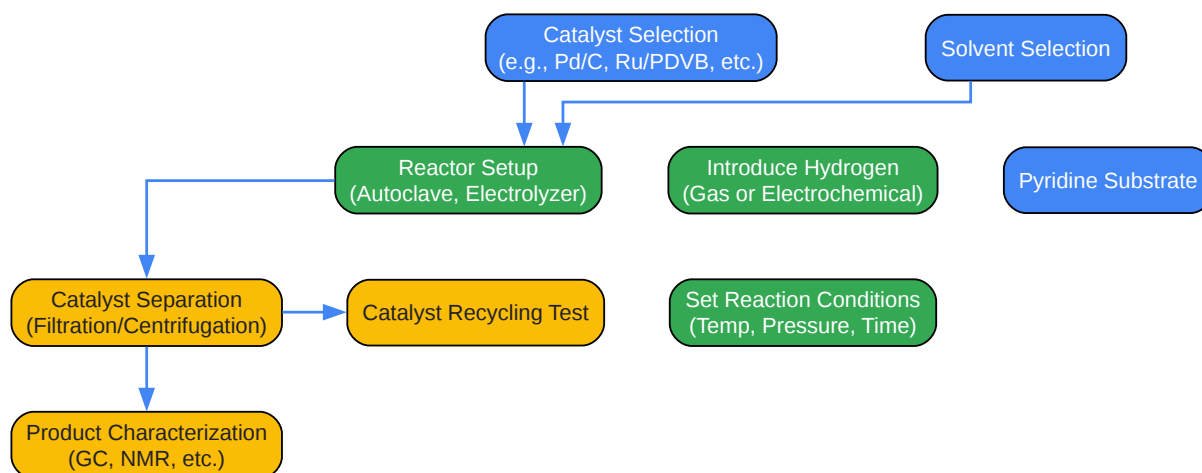 Catalyst Selection
(e.g., Pd/C, Ru/PDVB, etc.)
Solvent Selection
Reactor Setup
(Autoclave, Electrolyzer)
Introduce Hydrogen
(Gas or Electrochemical)
Pyridine Substrate
Catalyst Separation
(Filtration/Centrifugation)
Catalyst Recycling Test
Set Reaction Conditions
(Temp, Pressure, Time)
Product Characterization
(GC, NMR, etc.)